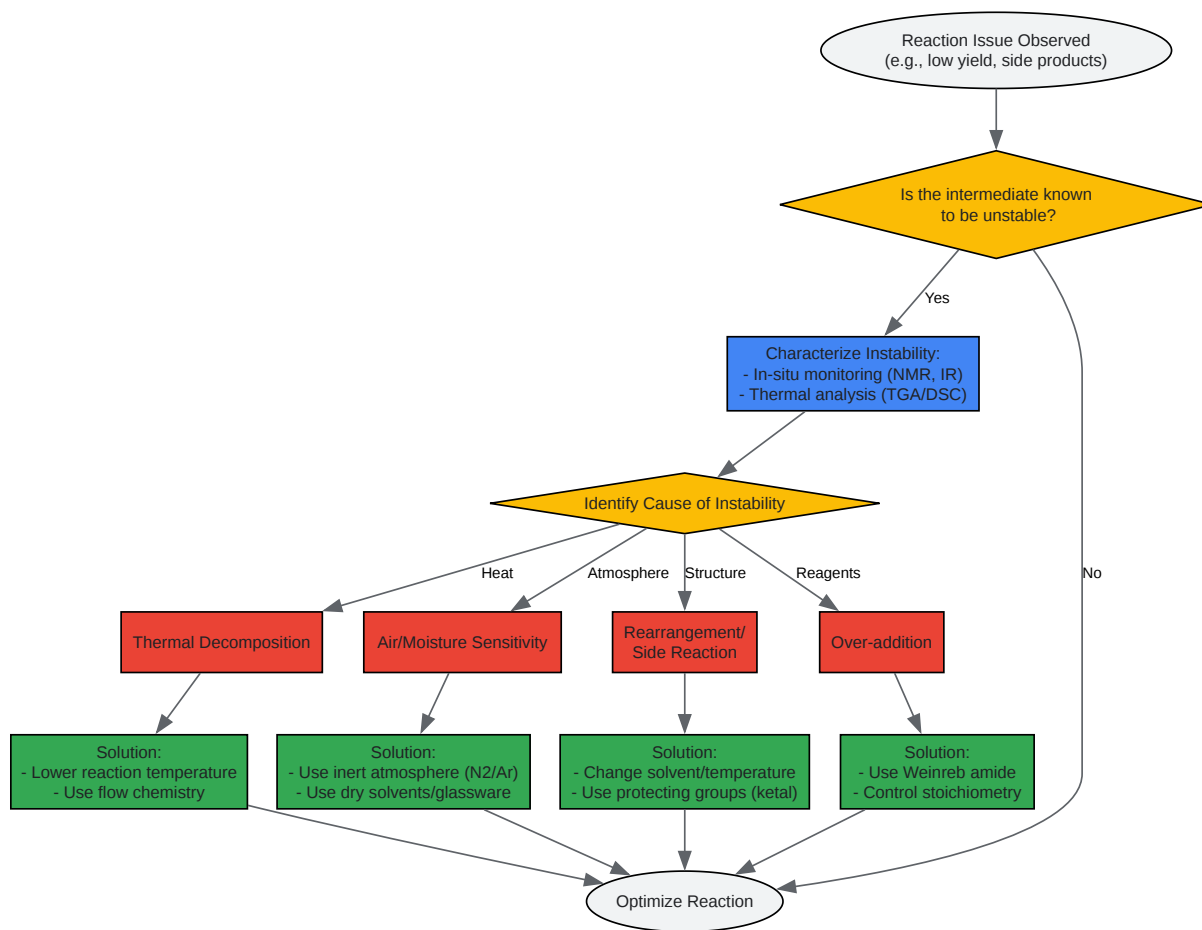 Reaction Issue Observed
(e.g., low yield, side products)
Is the intermediate known
to be unstable?
Yes
No
Characterize Instability:
- In-situ monitoring (NMR, IR)
- Thermal analysis (TGA/DSC)
Identify Cause of Instability
Heat
Atmosphere
Structure
Reagents
Thermal Decomposition
Air/Moisture Sensitivity
Rearrangement/
Side Reaction
Over-addition
Solution:
- Lower reaction temperature
- Use flow chemistry
Solution:
- Use inert atmosphere (N2/Ar)
- Use dry solvents/glassware
Solution:
- Change solvent/temperature
- Use protecting groups (ketal)
Solution:
- Use Weinreb amide
- Control stoichiometry
Optimize Reaction